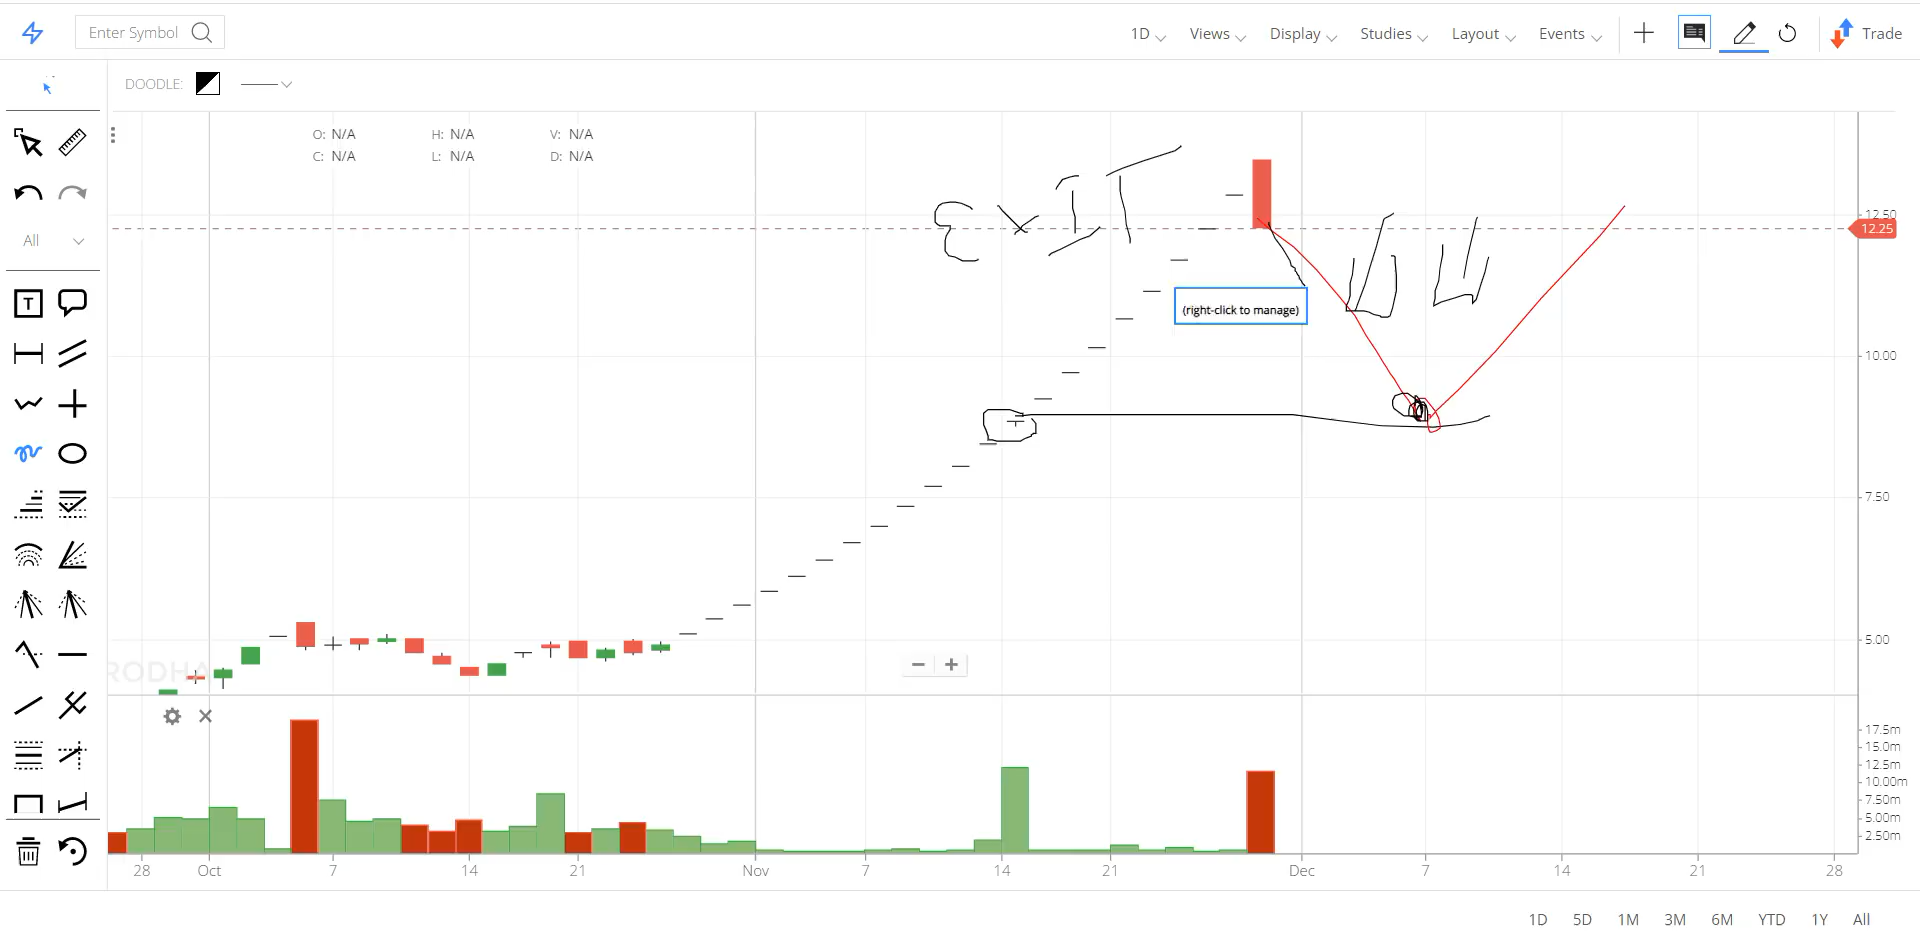 Enter Symbol 1D Views Display Studies Layout Events Trade
DOODLE:
O: N/A H: N/A V: N/A
C: N/A L: N/A D: N/A
ExIT
12.50
12.25
All
T
(right-click to manage)
10.00
7.50
5.00
RODHA
17.5m
15.0m
12.5m
10.00m
7.50m
5.00m
2.50m
28 Oct 7 14 21 Nov 7 14 21 Dec 7 14 21 28
1D 5D 1M 3M 6M YTD 1Y All